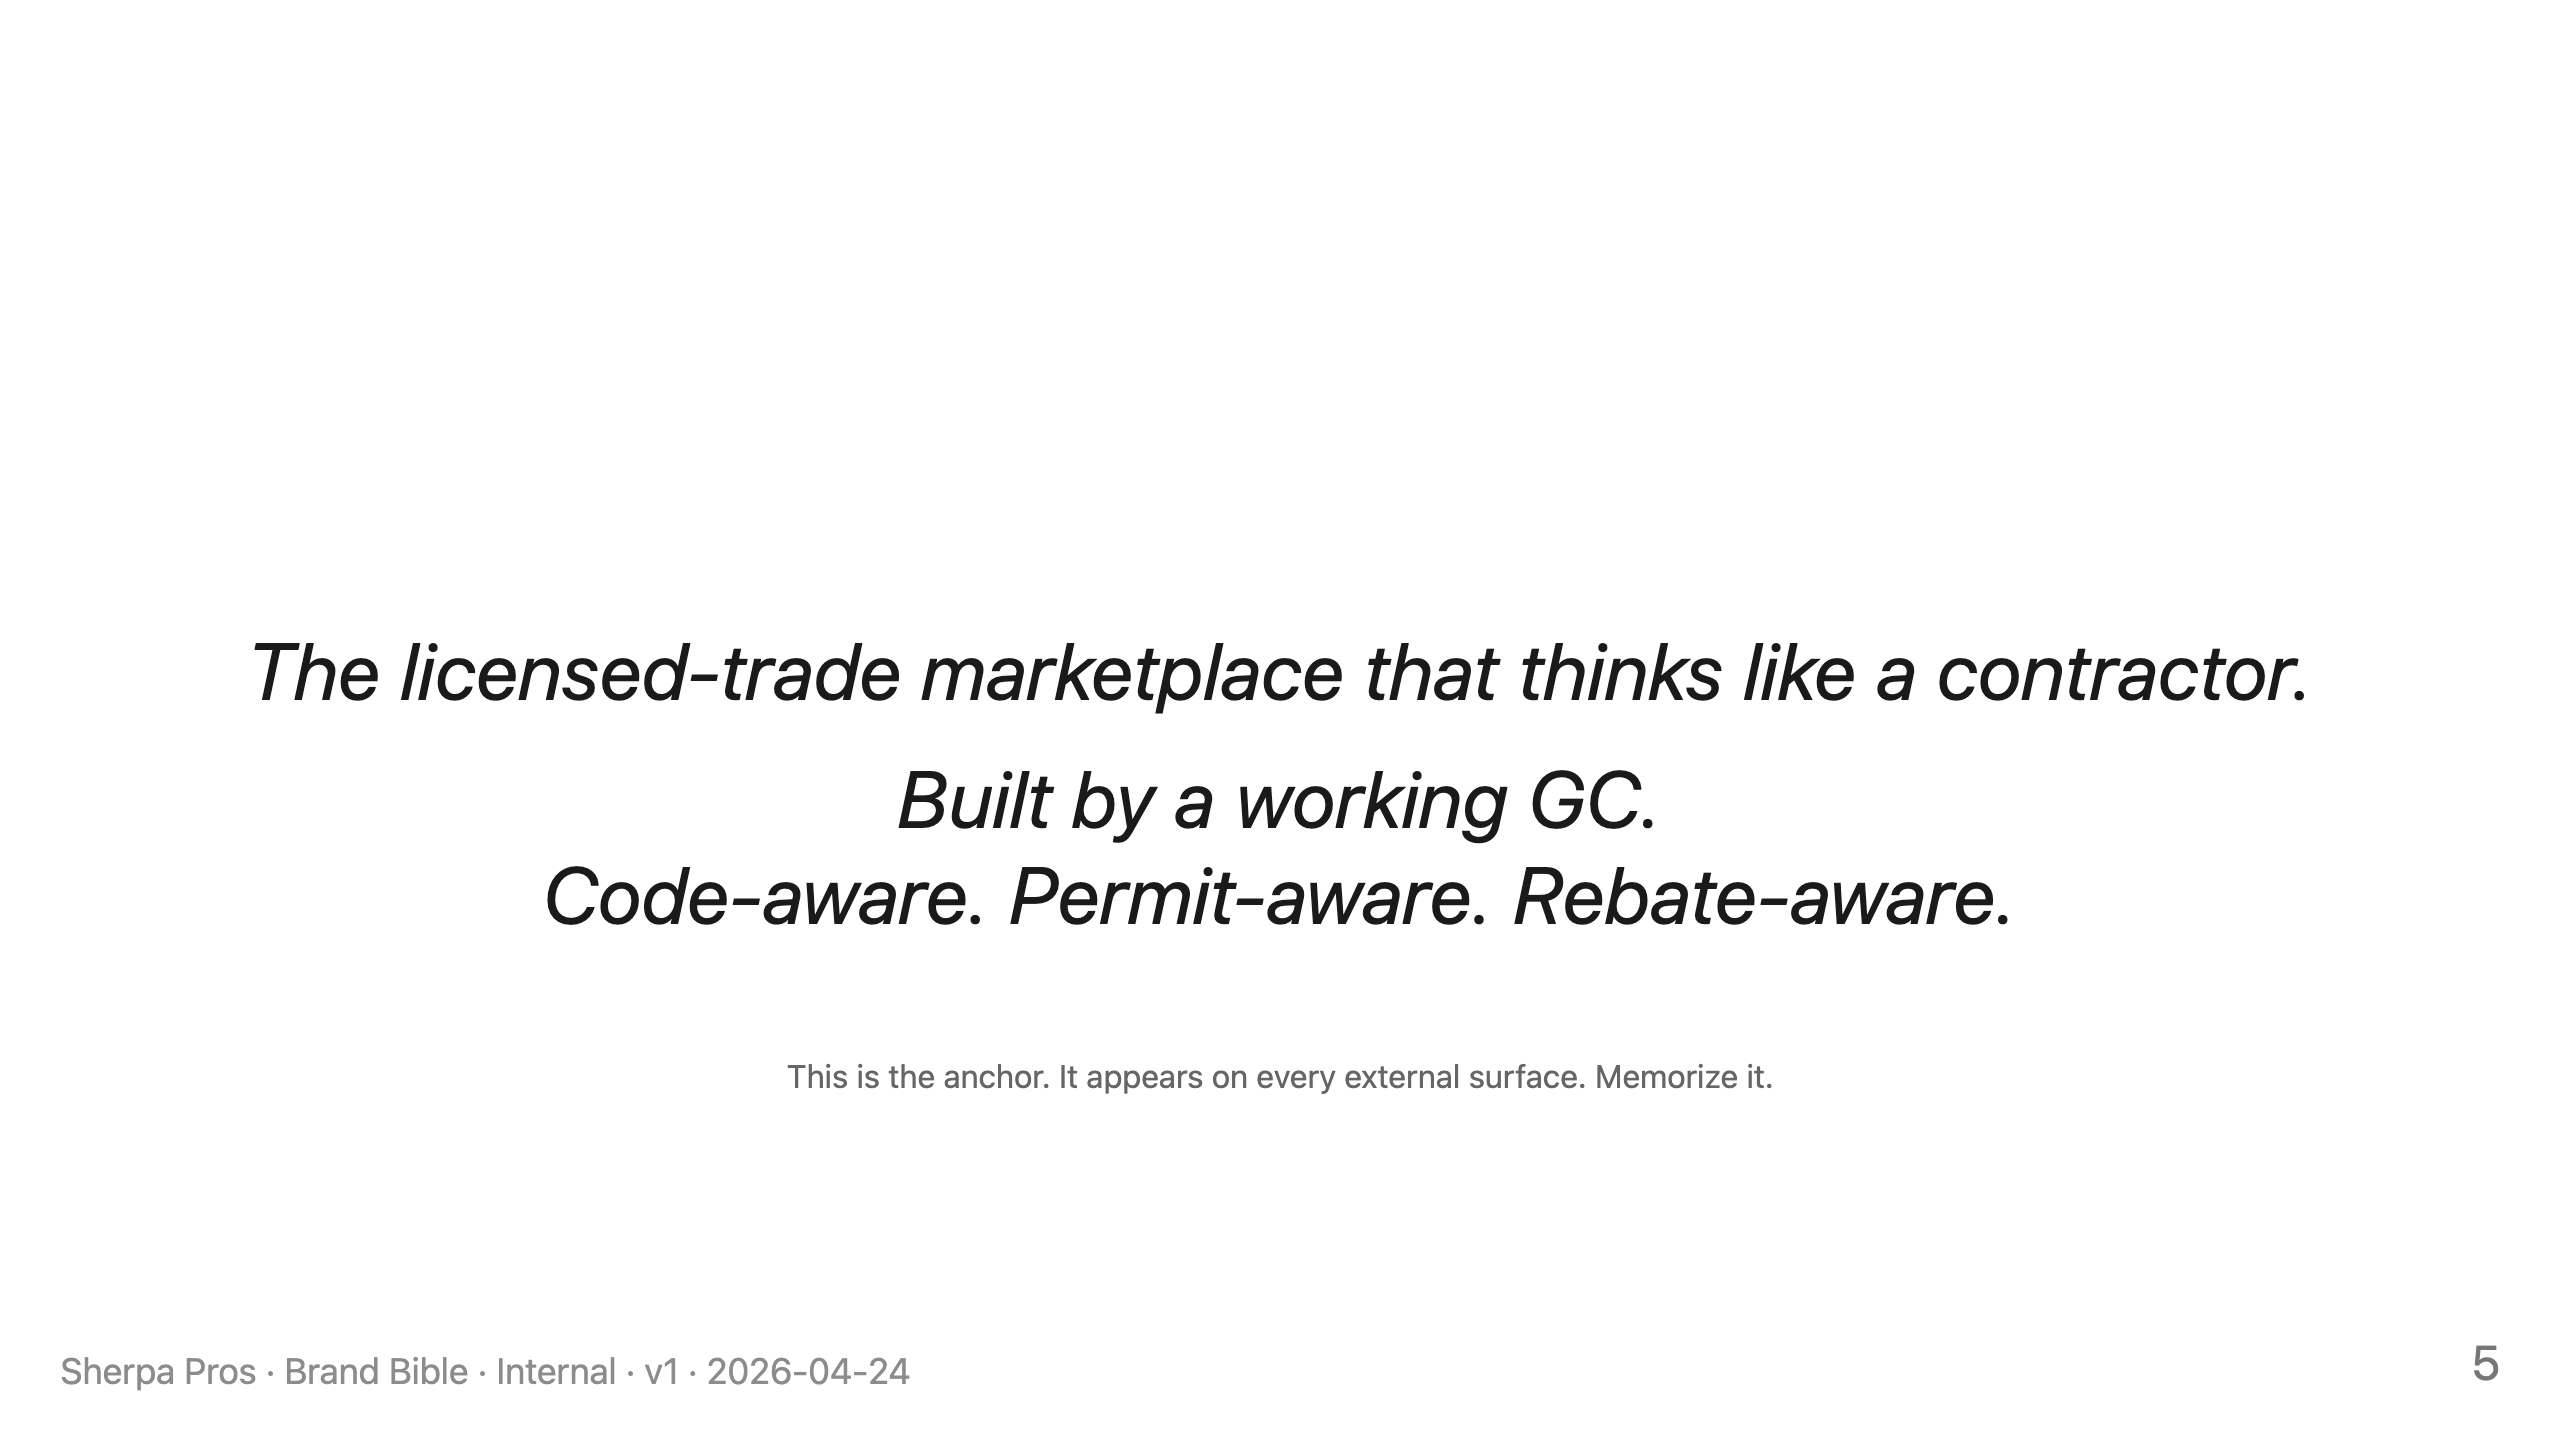 The licensed-trade marketplace that thinks like a contractor.
Built by a working GC.
Code-aware. Permit-aware. Rebate-aware.
This is the anchor. It appears on every external surface. Memorize it.
Sherpa Pros · Brand Bible · Internal · v1 · 2026-04-24
5